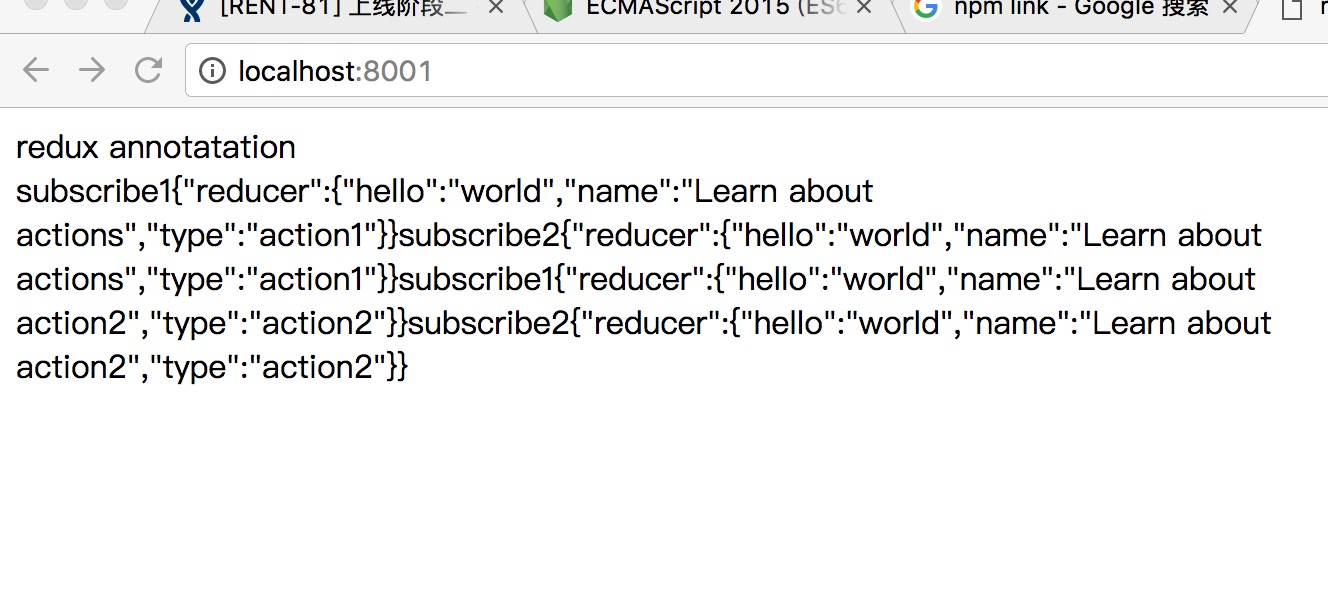 [RENT-81] 上线阶段二
ECMAScript 2015 (ES6
npm link - Google 搜索
localhost:8001
redux annotatation
subscribe1{"reducer":{"hello":"world","name":"Learn about
actions","type":"action1"}}subscribe2{"reducer":{"hello":"world","name":"Learn about
actions","type":"action1"}}subscribe1{"reducer":{"hello":"world","name":"Learn about
action2","type":"action2"}}subscribe2{"reducer":{"hello":"world","name":"Learn about
action2","type":"action2"}}